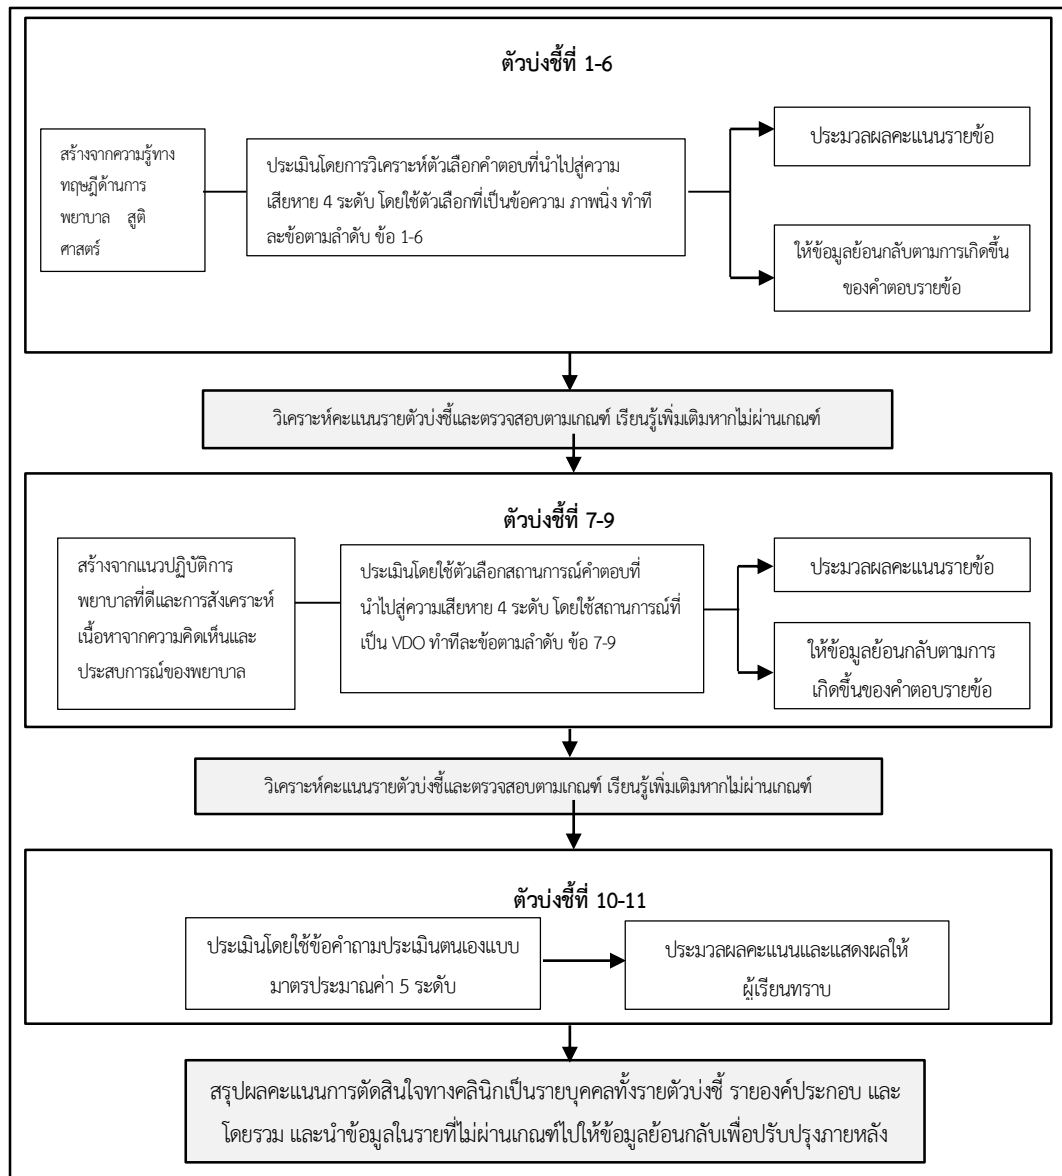 ตัวบ่งชี้ที่ 1-6
สร้างจากความรู้ทาง
ทฤษฎีด้านการ
พยาบาล สูติ
ศาสตร์
ประเมินโดยการวิเคราะห์ตัวเลือกคำตอบที่นำไปสู่ความ
เสียหาย 4 ระดับ โดยใช้ตัวเลือกที่เป็นข้อความ ภาพนิ่ง ทำที
ละข้อตามลำดับ ข้อ 1-6
ประมวลผลคะแนนรายข้อ
ให้ข้อมูลย้อนกลับตามการเกิดขึ้น
ของคำตอบรายข้อ
วิเคราะห์คะแนนรายตัวบ่งชี้และตรวจสอบตามเกณฑ์ เรียนรู้เพิ่มเติมหากไม่ผ่านเกณฑ์
ตัวบ่งชี้ที่ 7-9
สร้างจากแนวปฏิบัติการ
พยาบาลที่ดีและการสังเคราะห์
เนื้อหาจากความคิดเห็นและ
ประสบการณ์ของพยาบาล
ประเมินโดยใช้ตัวเลือกสถานการณ์คำตอบที่
นำไปสู่ความเสียหาย 4 ระดับ โดยใช้สถานการณ์ที่
เป็น VDO ทำทีละข้อตามลำดับ ข้อ 7-9
ประมวลผลคะแนนรายข้อ
ให้ข้อมูลย้อนกลับตามการ
เกิดขึ้นของคำตอบรายข้อ
วิเคราะห์คะแนนรายตัวบ่งชี้และตรวจสอบตามเกณฑ์ เรียนรู้เพิ่มเติมหากไม่ผ่านเกณฑ์
ตัวบ่งชี้ที่ 10-11
ประเมินโดยใช้ข้อคำถามประเมินตนเองแบบ
มาตรประมาณค่า 5 ระดับ
ประมวลผลคะแนนและแสดงผลให้
ผู้เรียนทราบ
สรุปผลคะแนนการตัดสินใจทางคลินิกเป็นรายบุคคลทั้งรายตัวบ่งชี้ รายองค์ประกอบ และ
โดยรวม และนำข้อมูลในรายที่ไม่ผ่านเกณฑ์ไปให้ข้อมูลย้อนกลับเพื่อปรับปรุงภายหลัง